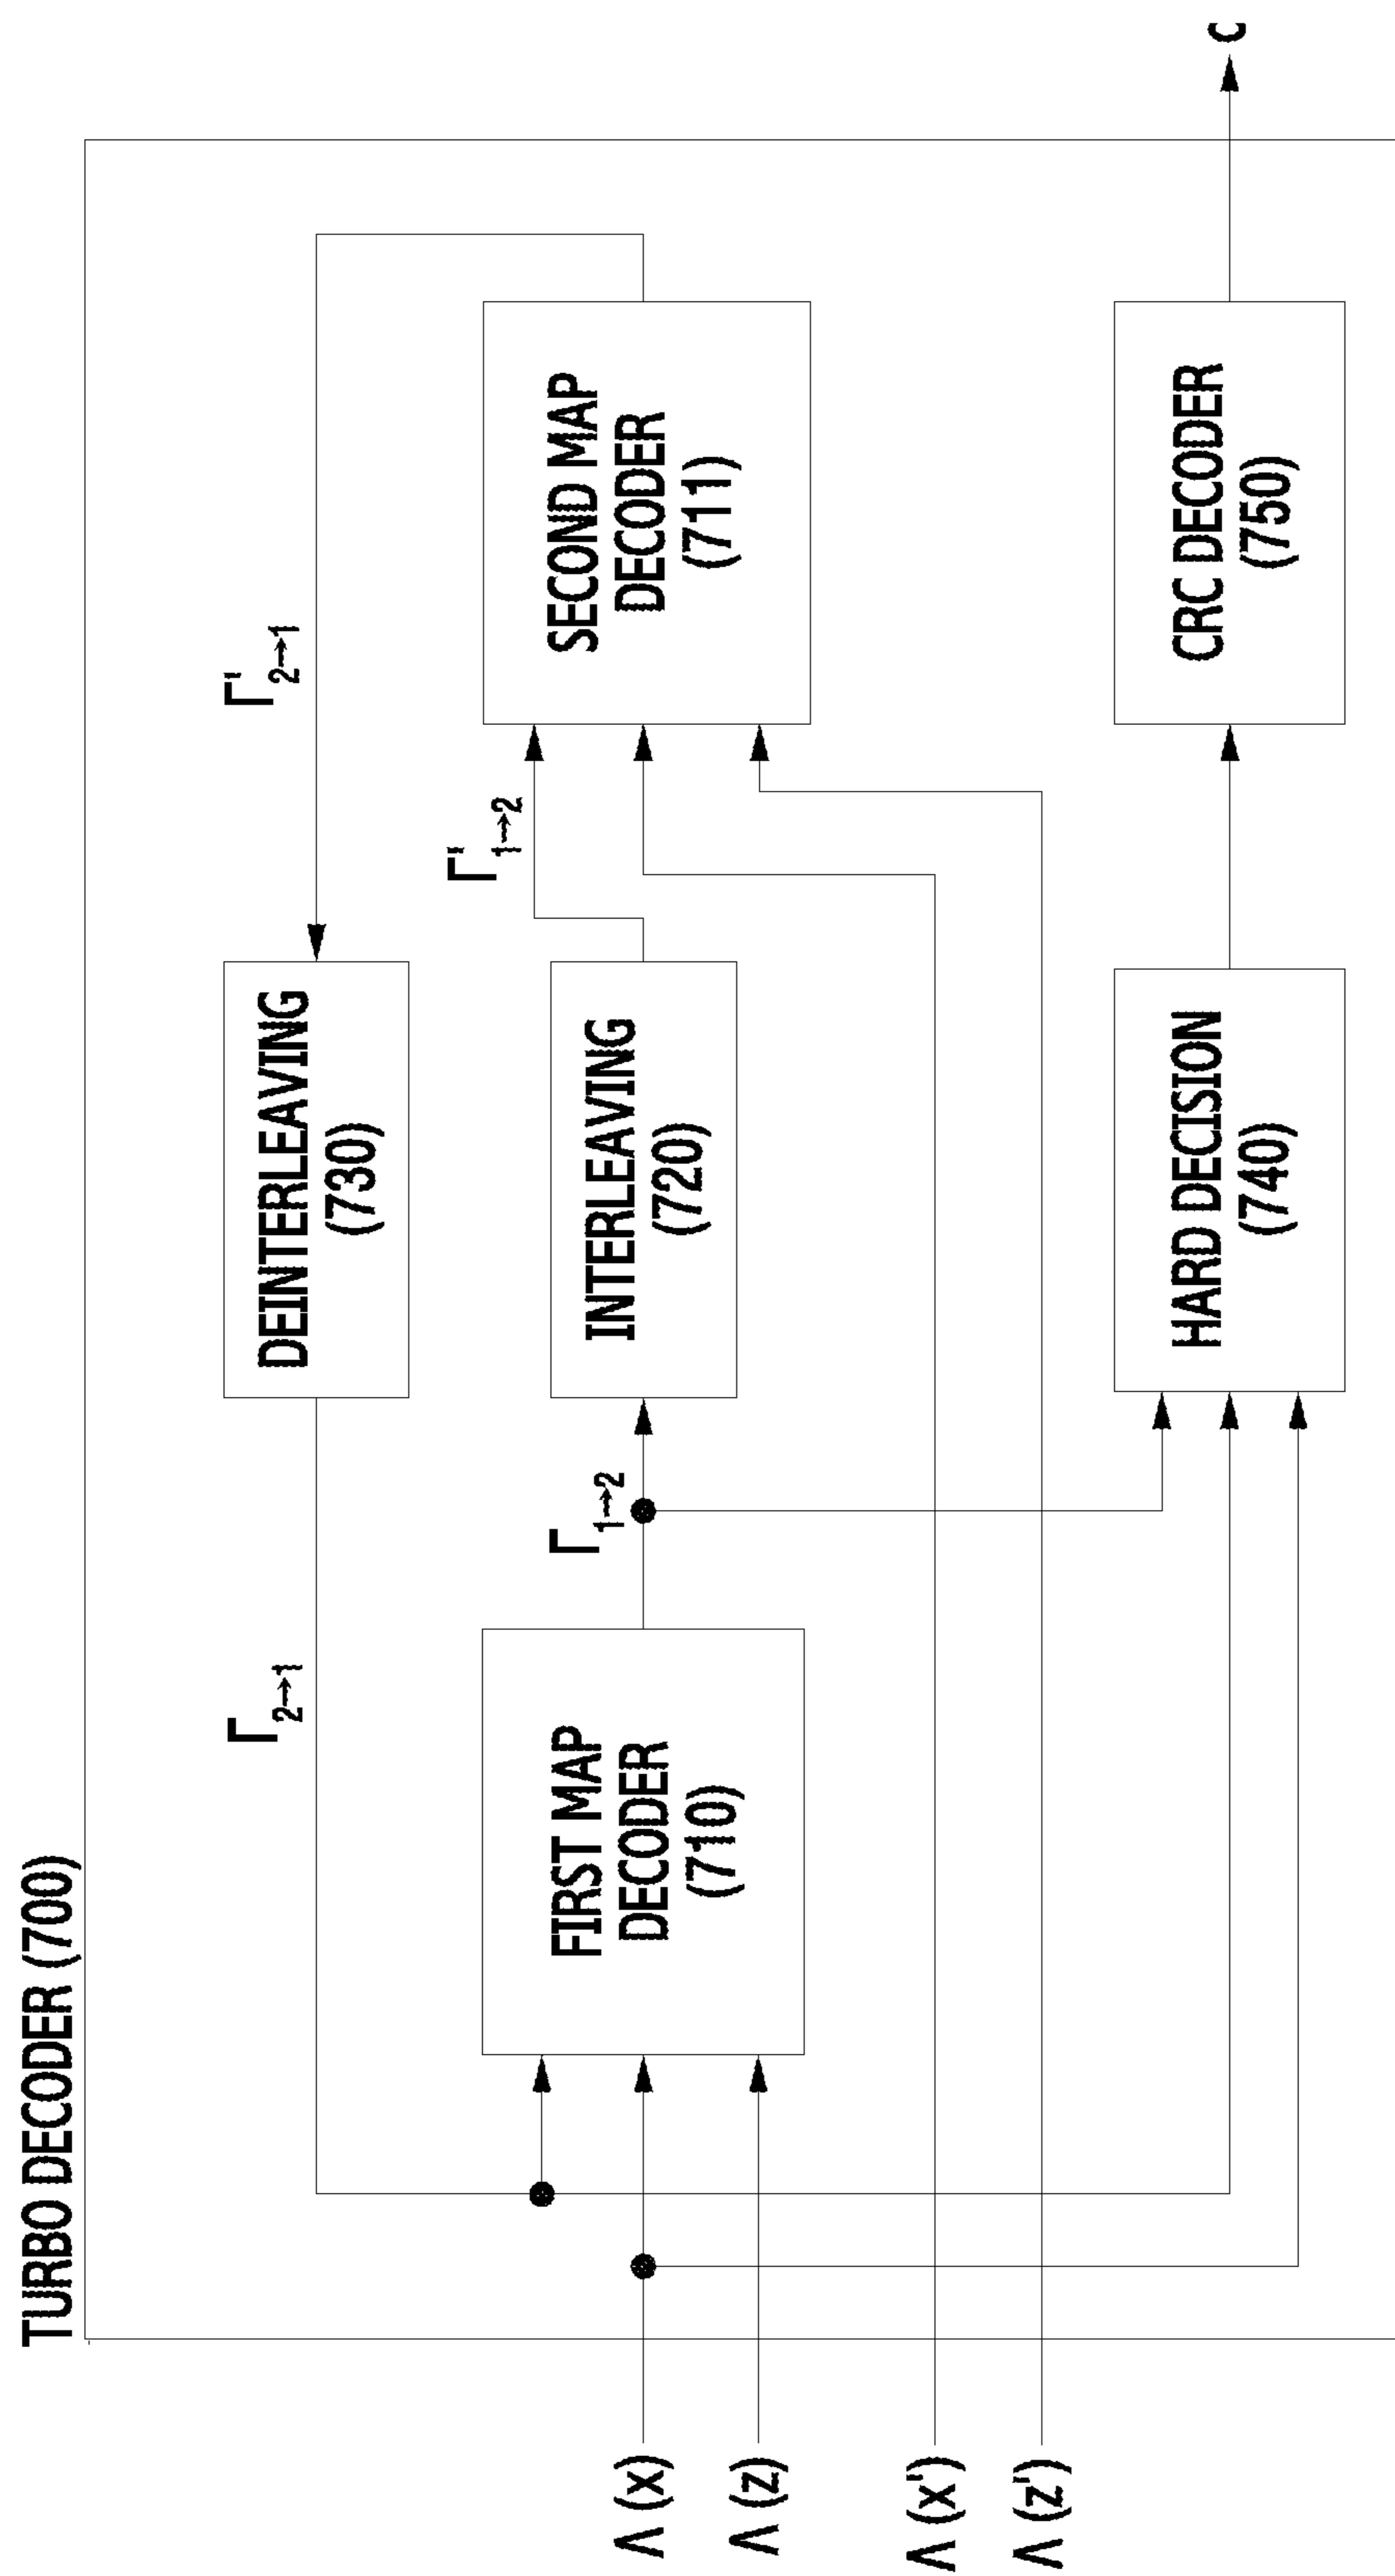 TURBO DECODER (700)
Γ₂→₁
DEINTERLEAVING
(730)
Γ'₂→₁
FIRST MAP
DECODER
(710)
Γ₁→₂
INTERLEAVING
(720)
Γ'₁→₂
SECOND MAP
DECODER
(711)
Λ (x)
Λ (z)
Λ (x')
Λ (z')
HARD DECISION
(740)
CRC DECODER
(750)